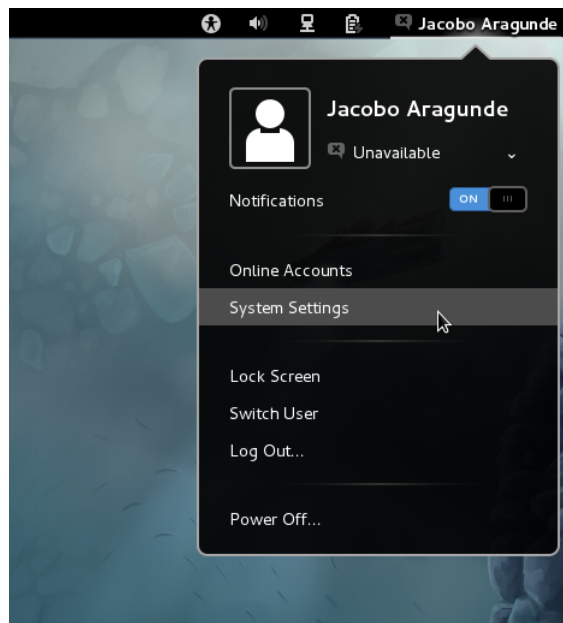 Jacobo Aragunde
Jacobo Aragunde
Unavailable
Notifications
ON
Online Accounts
System Settings
Lock Screen
Switch User
Log Out...
Power Off...